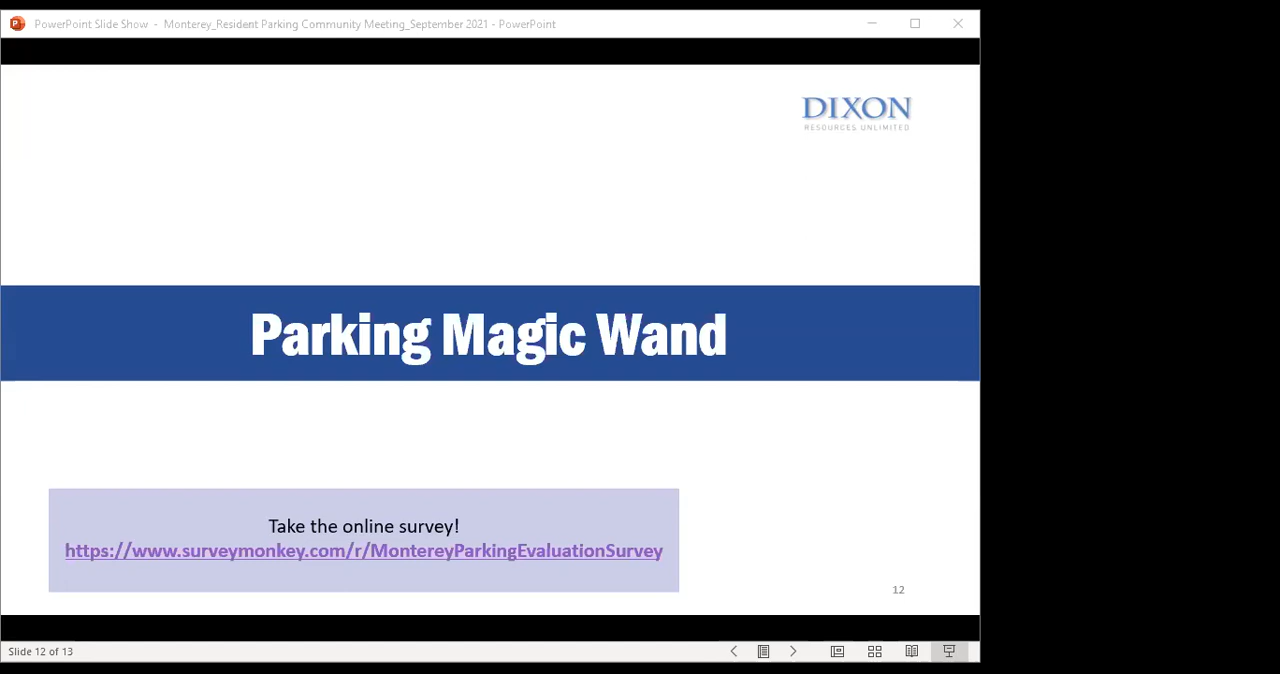 PowerPoint Slide Show - Monterey_Resident Parking Community Meeting_September 2021 - PowerPoint
DIXON
RESOURCES UNLIMITED
Parking Magic Wand
Take the online survey!
https://www.surveymonkey.com/r/MontereyParkingEvaluationSurvey
12
Slide 12 of 13